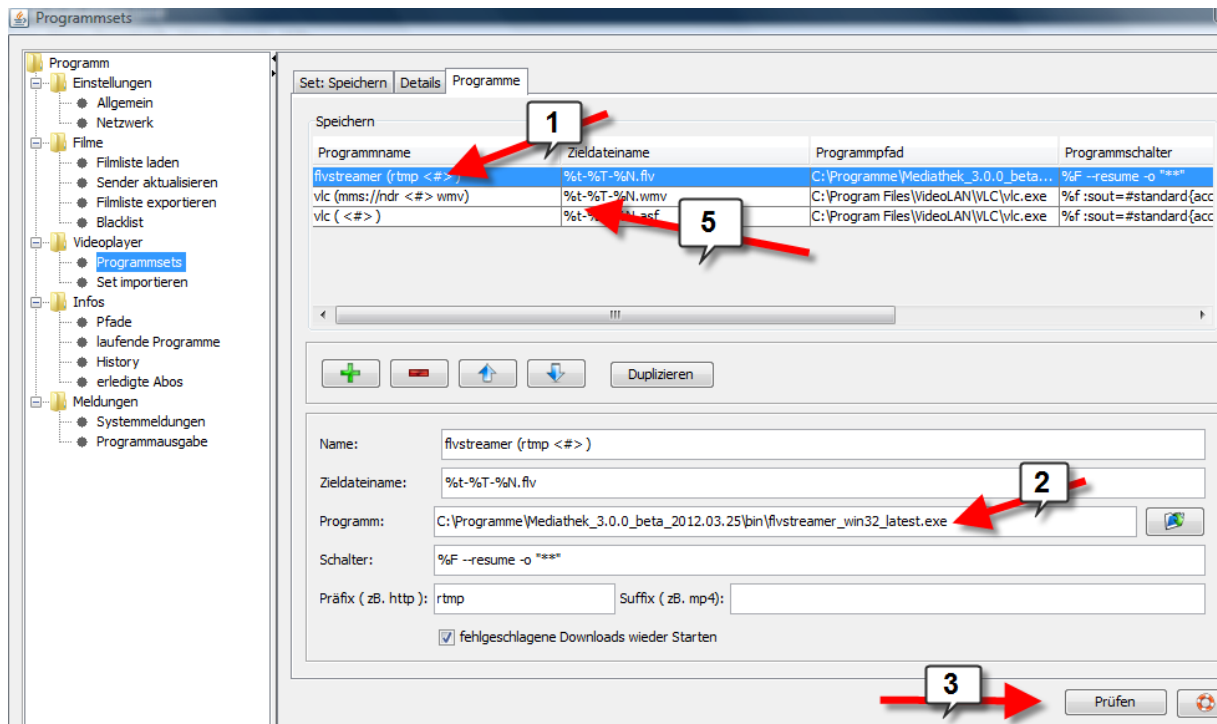 Programmsets
Programm
Einstellungen
Allgemein
Netzwerk
Filme
Filmliste laden
Sender aktualisieren
Filmliste exportieren
Blacklist
Videoplayer
Programmsets
Set importieren
Infos
Pfade
laufende Programme
History
erledigte Abos
Meldungen
Systemmeldungen
Programmausgabe
Set: Speichern Details Programme
Speichern
1
Programmname Zieldateiname Programmpfad Programmschalter
flvstreamer (rtmp <#> ) %t-%T-%N.flv C:\Programme\Mediathek_3.0.0_beta... %F --resume -o "**"
vlc (mms://ndr <#> wmv) %t-%T-%N.wmv C:\Program Files\VideoLAN\VLC\vlc.exe %f :sout=#standard{acc
vlc ( <#> ) C:\Program Files\VideoLAN\VLC\vlc.exe %f :sout=#standard{acc
5
Duplizieren
Name: flvstreamer (rtmp <#> )
Zieldateiname: %t-%T-%N.flv
2
Programm: C:\Programme\Mediathek_3.0.0_beta_2012.03.25\bin\flvstreamer_win32_latest.exe
Schalter: %F --resume -o "**"
Präfix ( zB. http ): rtmp Suffix ( zB. mp4):
fehlgeschlagene Downloads wieder Starten
3
Prüfen